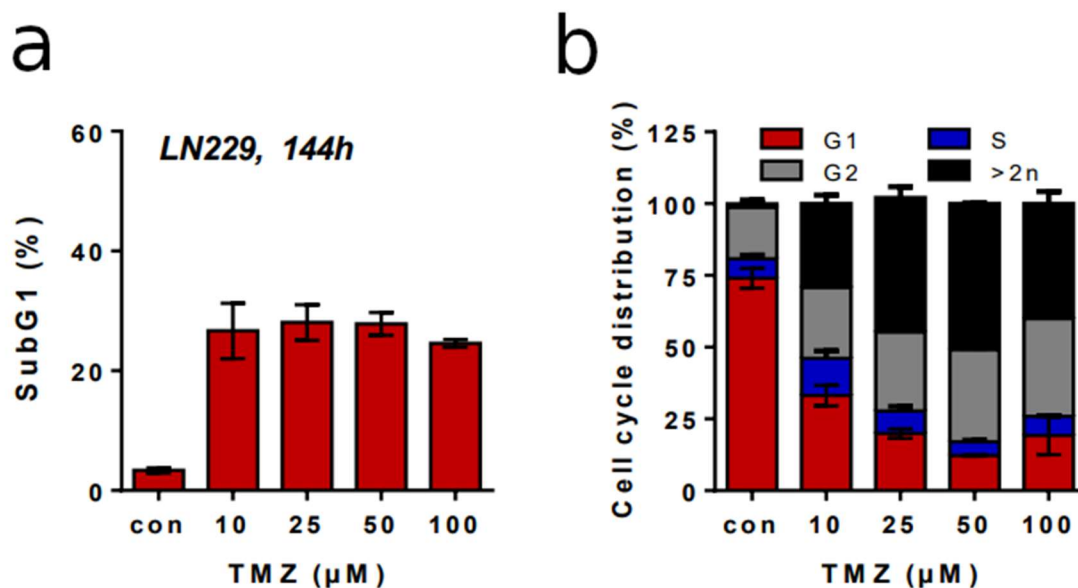 a
LN229, 144h
SubG1 (%)
60
40
20
0
con 10 25 50 100
TMZ (µM)
b
G1 S
G2 >2n
Cell cycle distribution (%)
125
100
75
50
25
0
con 10 25 50 100
TMZ (µM)